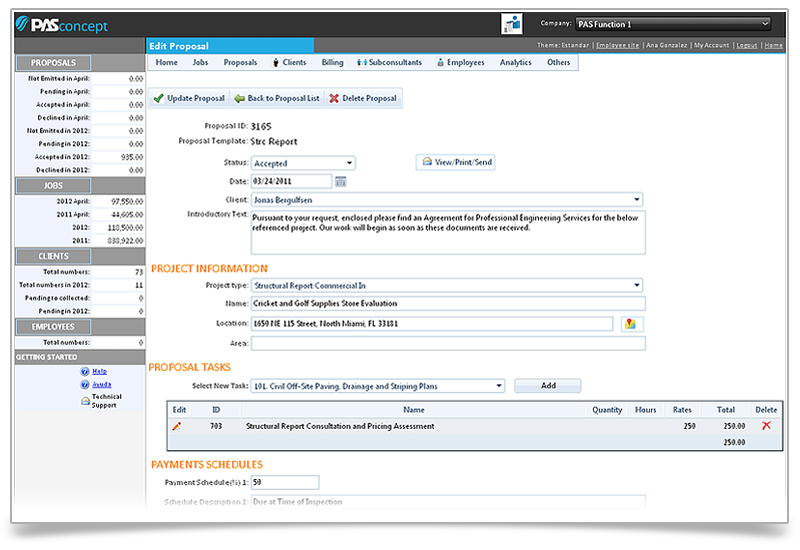 PASconcept
Company: PAS Function 1
Edit Proposal
Theme: Estandar | Employee site | Ana Gonzalez | My Account | Logout | Home
Home Jobs Proposals Clients Billing Subconsultants Employees Analytics Others
PROPOSALS
Not Emitted in April: 0.00
Pending in April: 0.00
Accepted in April: 0.00
Declined in April: 0.00
Not Emitted in 2012: 0.00
Pending in 2012: 0.00
Accepted in 2012: 935.00
Declined in 2012: 0.00
JOBS
2012 April: 97,550.00
2011 April: 44,605.00
2012: 118,500.00
2011: 838,922.00
CLIENTS
Total numbers: 73
Total numbers in 2012: 11
Pending to collected: 0
Pending in 2012: 0
EMPLOYEES
Total numbers: 0
GETTING STARTED
Help
Ayuda
Technical
Support
Update Proposal Back to Proposal List Delete Proposal
Proposal ID: 3165
Proposal Template: Strc Report
Status: Accepted View/Print/Send
Date: 03/24/2011
Client: Jonas Bergulfsen
Introductory Text: Pursuant to your request, enclosed please find an Agreement for Professional Engineering Services for the below
referenced project. Our work will begin as soon as these documents are received.
PROJECT INFORMATION
Project type: Structural Report Commercial In
Name: Cricket and Golf Supplies Store Evaluation
Location: 1650 NE 115 Street, North Miami, FL 33181
Area:
PROPOSAL TASKS
Select New Task: 101. Civil Off-Site Paving, Drainage and Striping Plans Add
Edit ID Name Quantity Hours Rates Total Delete
703 Structural Report Consultation and Pricing Assessment 250 250.00
250.00
PAYMENTS SCHEDULES
Payment Schedule(%) 1: 50
Schedule Description 1: Due at Time of Inspection